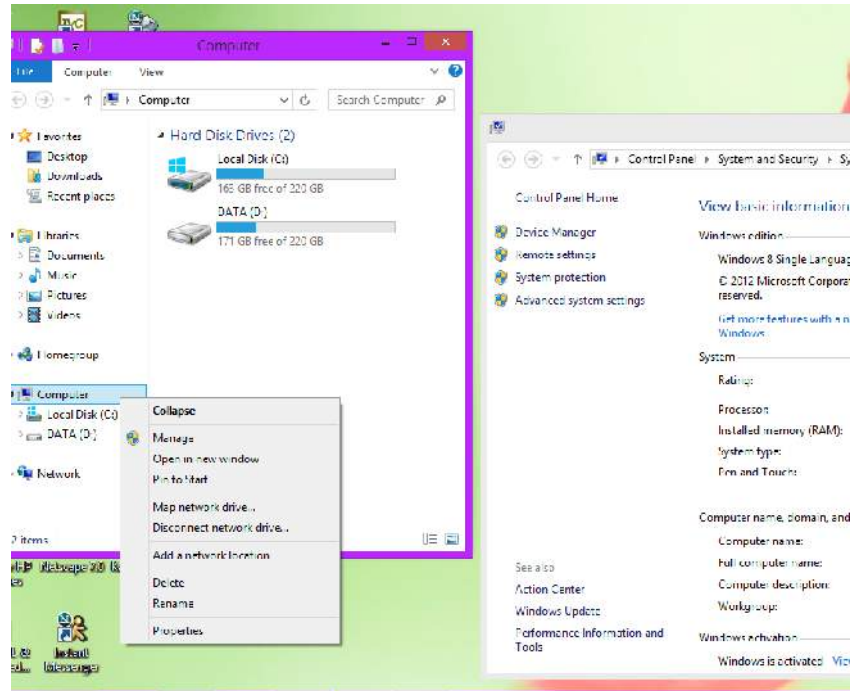 Computer
File Computer View
Computer
Search Computer
Favorites
Desktop
Downloads
Recent places
Libraries
Documents
Music
Pictures
Videos
Homegroup
Computer
Local Disk (C:)
DATA (D:)
Network
2 items
Hard Disk Drives (2)
Local Disk (C:)
163 GB free of 220 GB
DATA (D:)
171 GB free of 220 GB
Collapse
Manage
Open in new window
Pin to Start
Map network drive...
Disconnect network drive...
Add a network location
Delete
Rename
Properties
Netscape 7.0
Instant
Messenger
Control Panel System and Security Sy
Control Panel Home
Device Manager
Remote settings
System protection
Advanced system settings
See also
Action Center
Windows Update
Performance Information and
Tools
View basic information
Windows edition
Windows 8 Single Languag
© 2012 Microsoft Corporat
reserved.
Get more features with a n
Windows
System
Rating:
Processor:
Installed memory (RAM):
System type:
Pen and Touch:
Computer name, domain, and
Computer name:
Full computer name:
Computer description:
Workgroup:
Windows activation
Windows is activated Vie